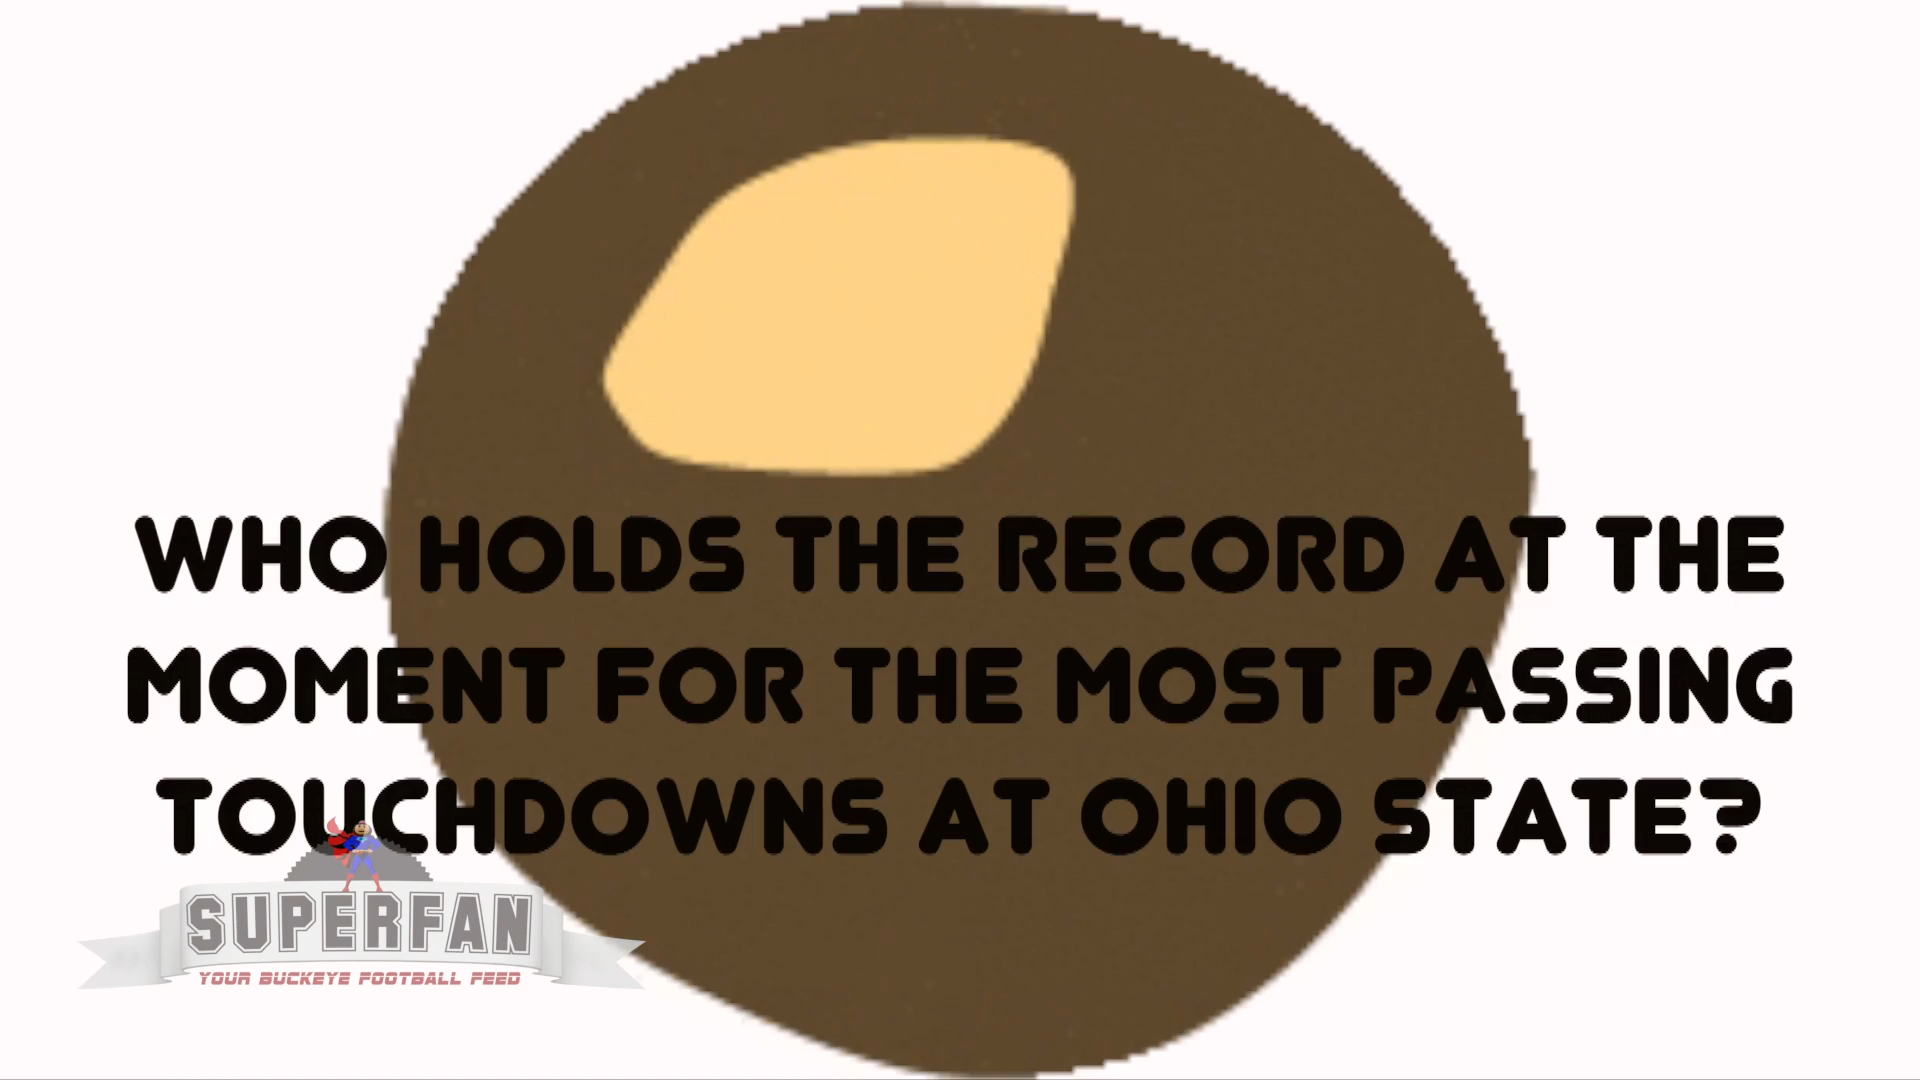 WHO HOLDS THE RECORD AT THE
MOMENT FOR THE MOST PASSING
TOUCHDOWNS AT OHIO STATE?
SUPERFAN
YOUR BUCKEYE FOOTBALL FEED